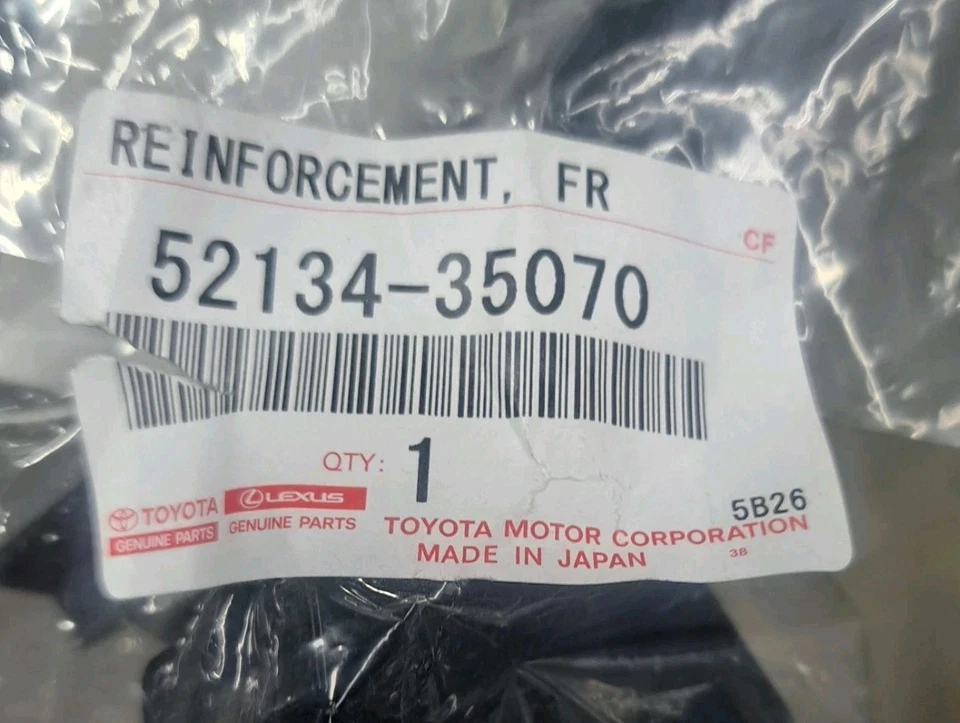 REINFORCEMENT, FR
CF
52134-35070
QTY: 1
5B26
TOYOTA LEXUS
GENUINE PARTS GENUINE PARTS
TOYOTA MOTOR CORPORATION
MADE IN JAPAN 38